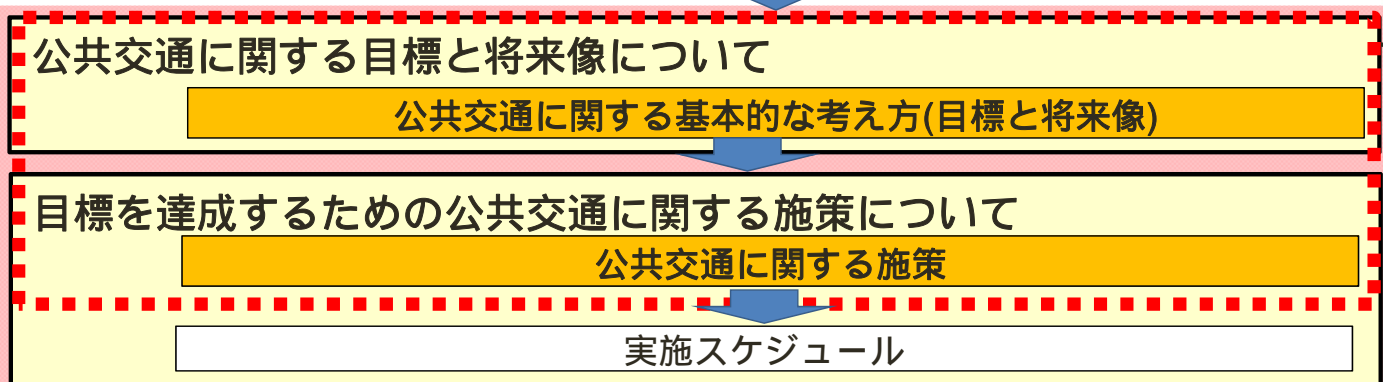 公共交通に関する目標と将来像について
公共交通に関する基本的な考え方(目標と将来像)
目標を達成するための公共交通に関する施策について
公共交通に関する施策
実施スケジュール